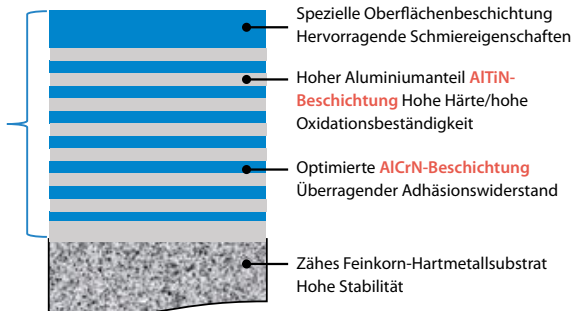 Spezielle Oberflächenbeschichtung
Hervorragende Schmiereigenschaften
Hoher Aluminiumanteil AlTiN-
Beschichtung Hohe Härte/hohe
Oxidationsbeständigkeit
Optimierte AlCrN-Beschichtung
Überragender Adhäsionswiderstand
Zähes Feinkorn-Hartmetallsubstrat
Hohe Stabilität